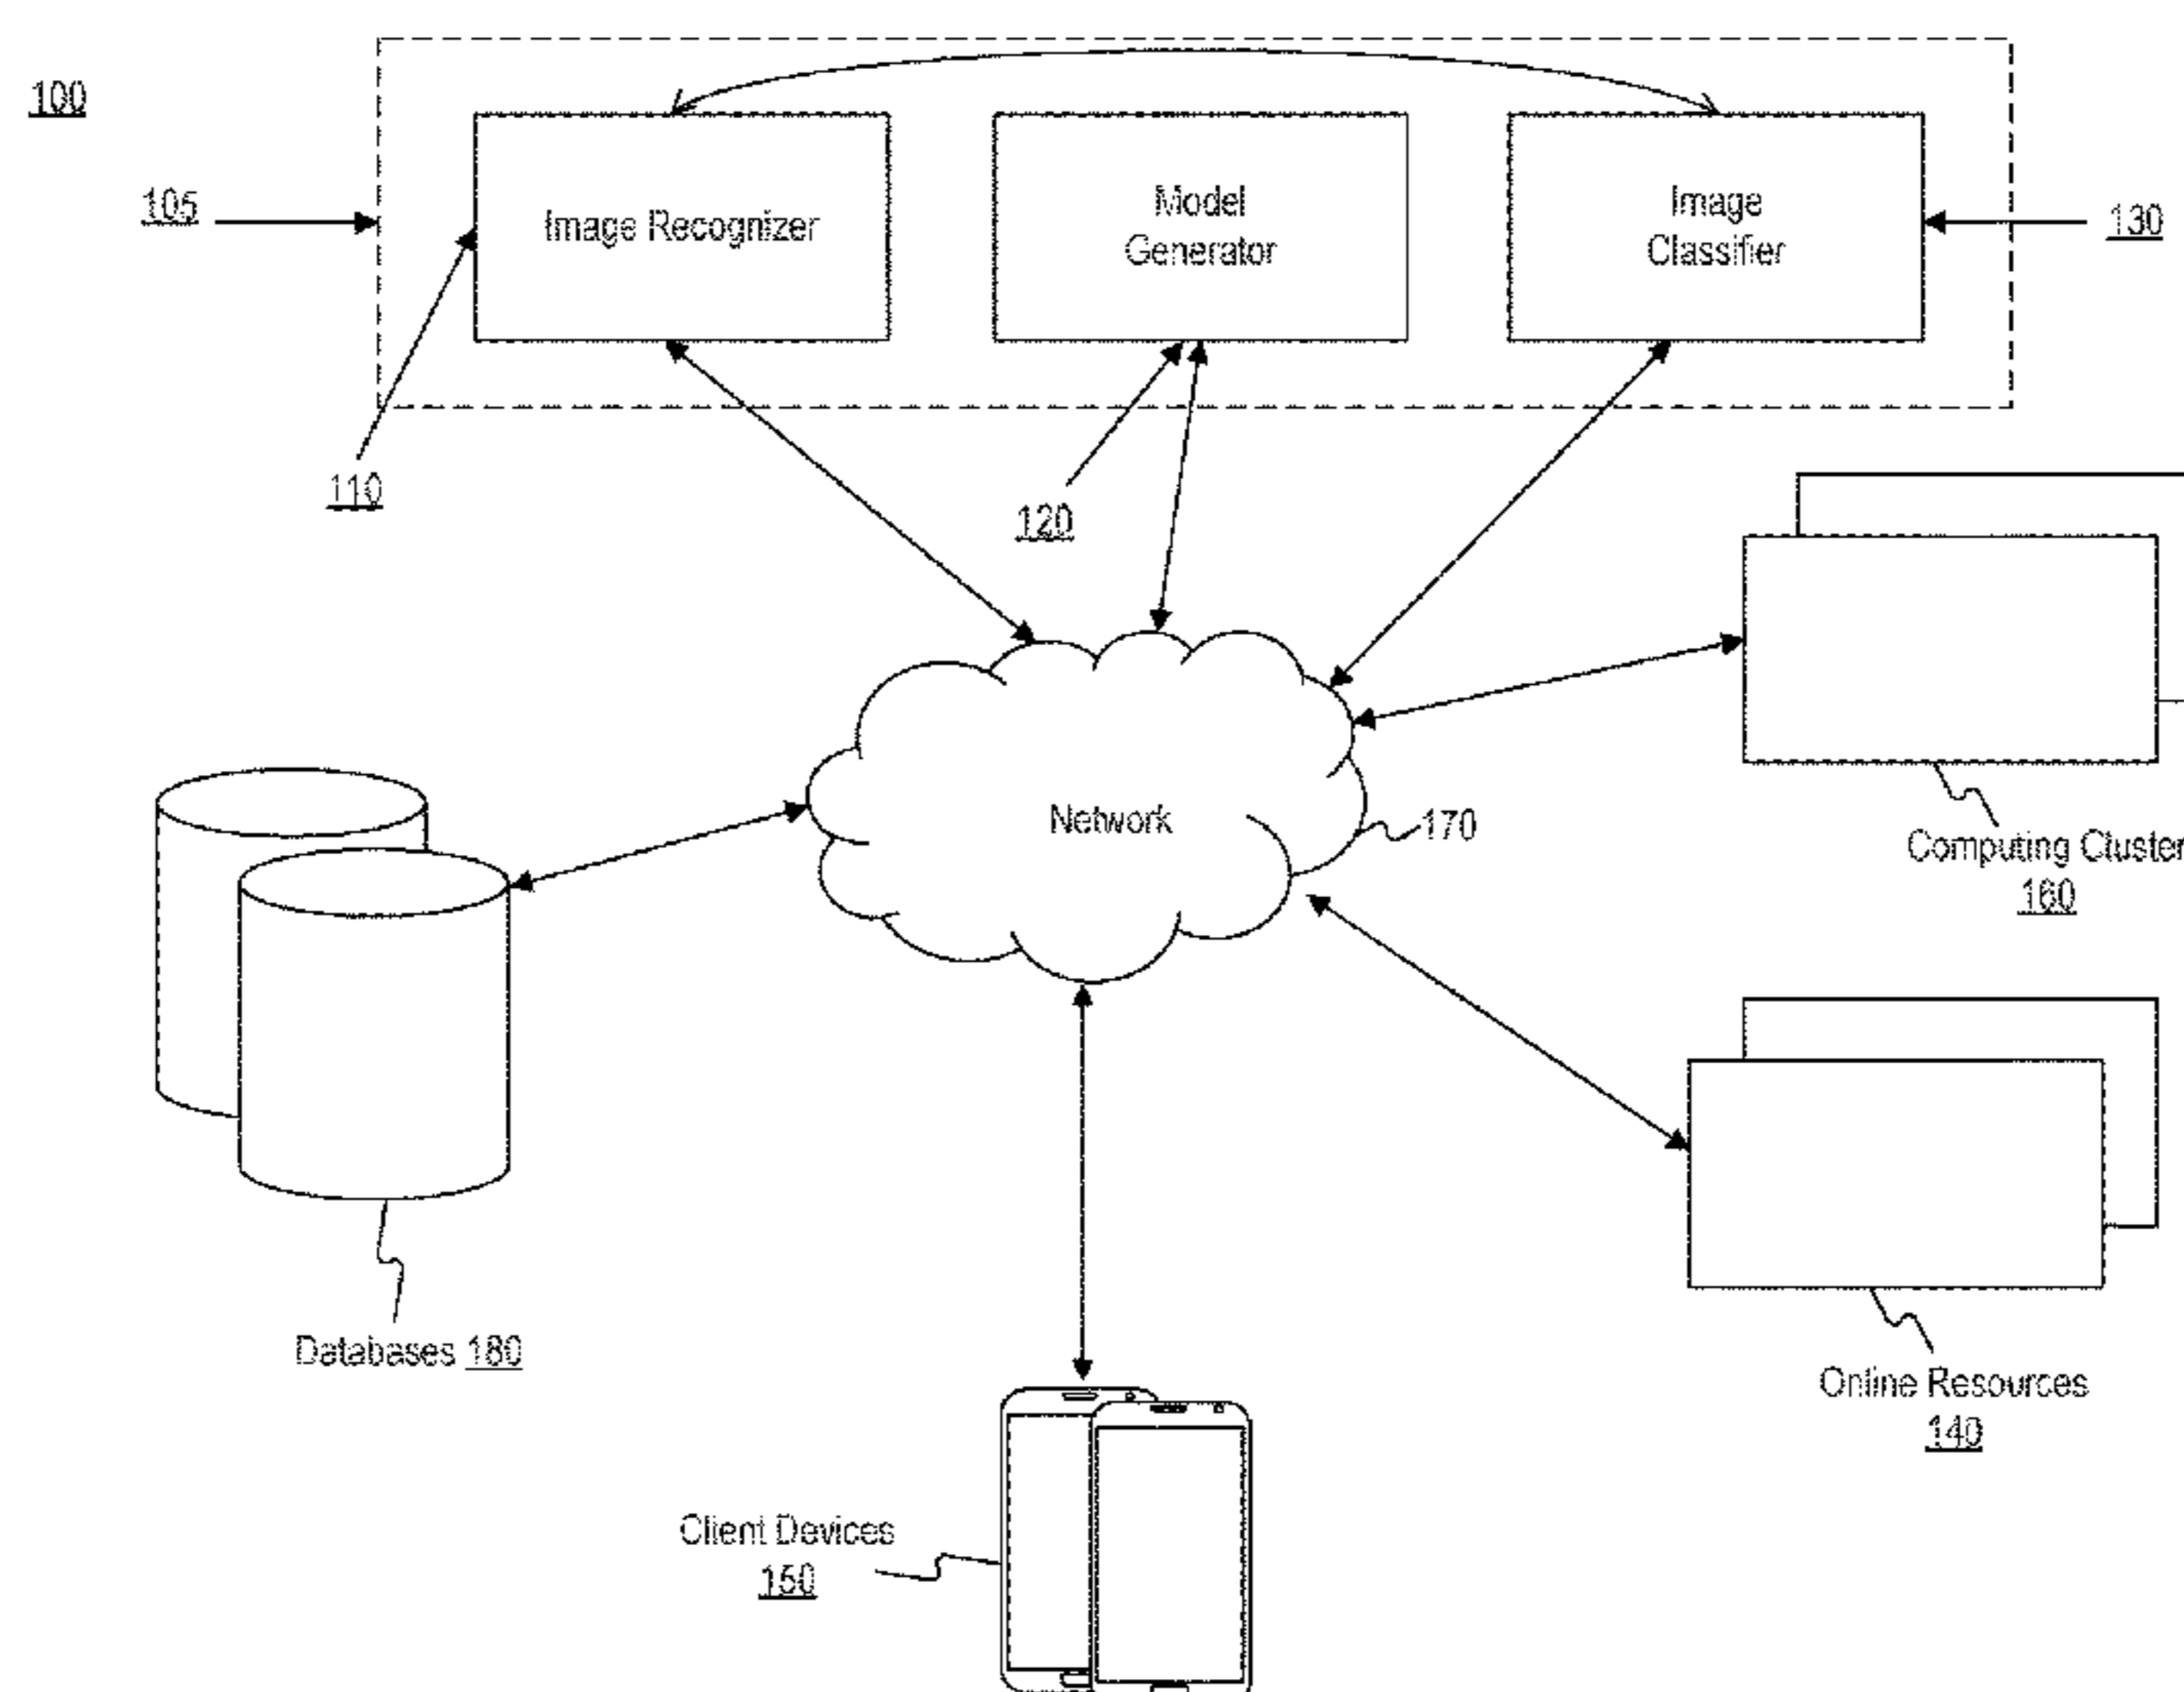 100
105
Image Recognizer
Model
Generator
Image
Classifier
130
110
120
Network
170
Computing Cluster
160
Databases 180
Online Resources
140
Client Devices
150